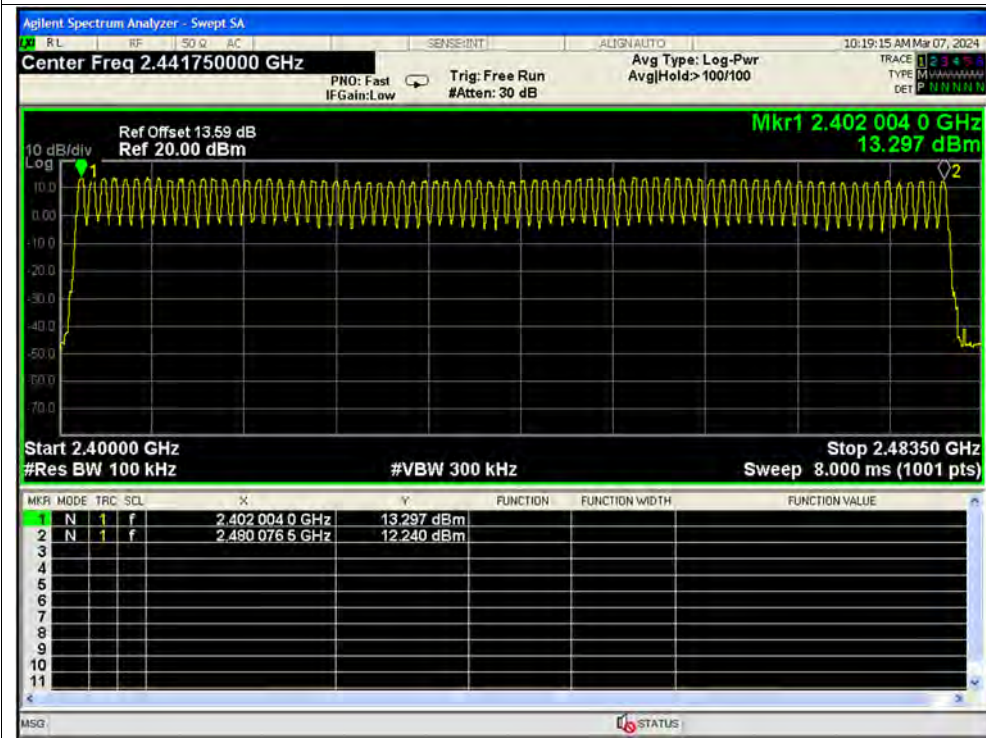 Agilent Spectrum Analyzer - Swept SA
LXI RL RF 50 Ω AC SENSE:INT ALIGN AUTO 10:19:15 AM Mar 07, 2024
Center Freq 2.441750000 GHz Avg Type: Log-Pwr TRACE 1 2 3 4 5 6
PNO: Fast Trig: Free Run Avg|Hold:> 100/100 TYPE M
IFGain:Low #Atten: 30 dB DET P N N N N N
Mkr1 2.402 004 0 GHz
Ref Offset 13.59 dB
10 dB/div Ref 20.00 dBm 13.297 dBm
Log
1 2
10.0
0.00
-10.0
-20.0
-30.0
-40.0
-50.0
-60.0
-70.0
Start 2.40000 GHz Stop 2.48350 GHz
#Res BW 100 kHz #VBW 300 kHz Sweep 8.000 ms (1001 pts)
MKR MODE TRC SCL X Y FUNCTION FUNCTION WIDTH FUNCTION VALUE
1 N 1 f 2.402 004 0 GHz 13.297 dBm
2 N 1 f 2.480 076 5 GHz 12.240 dBm
3
4
5
6
7
8
9
10
11
MSG STATUS